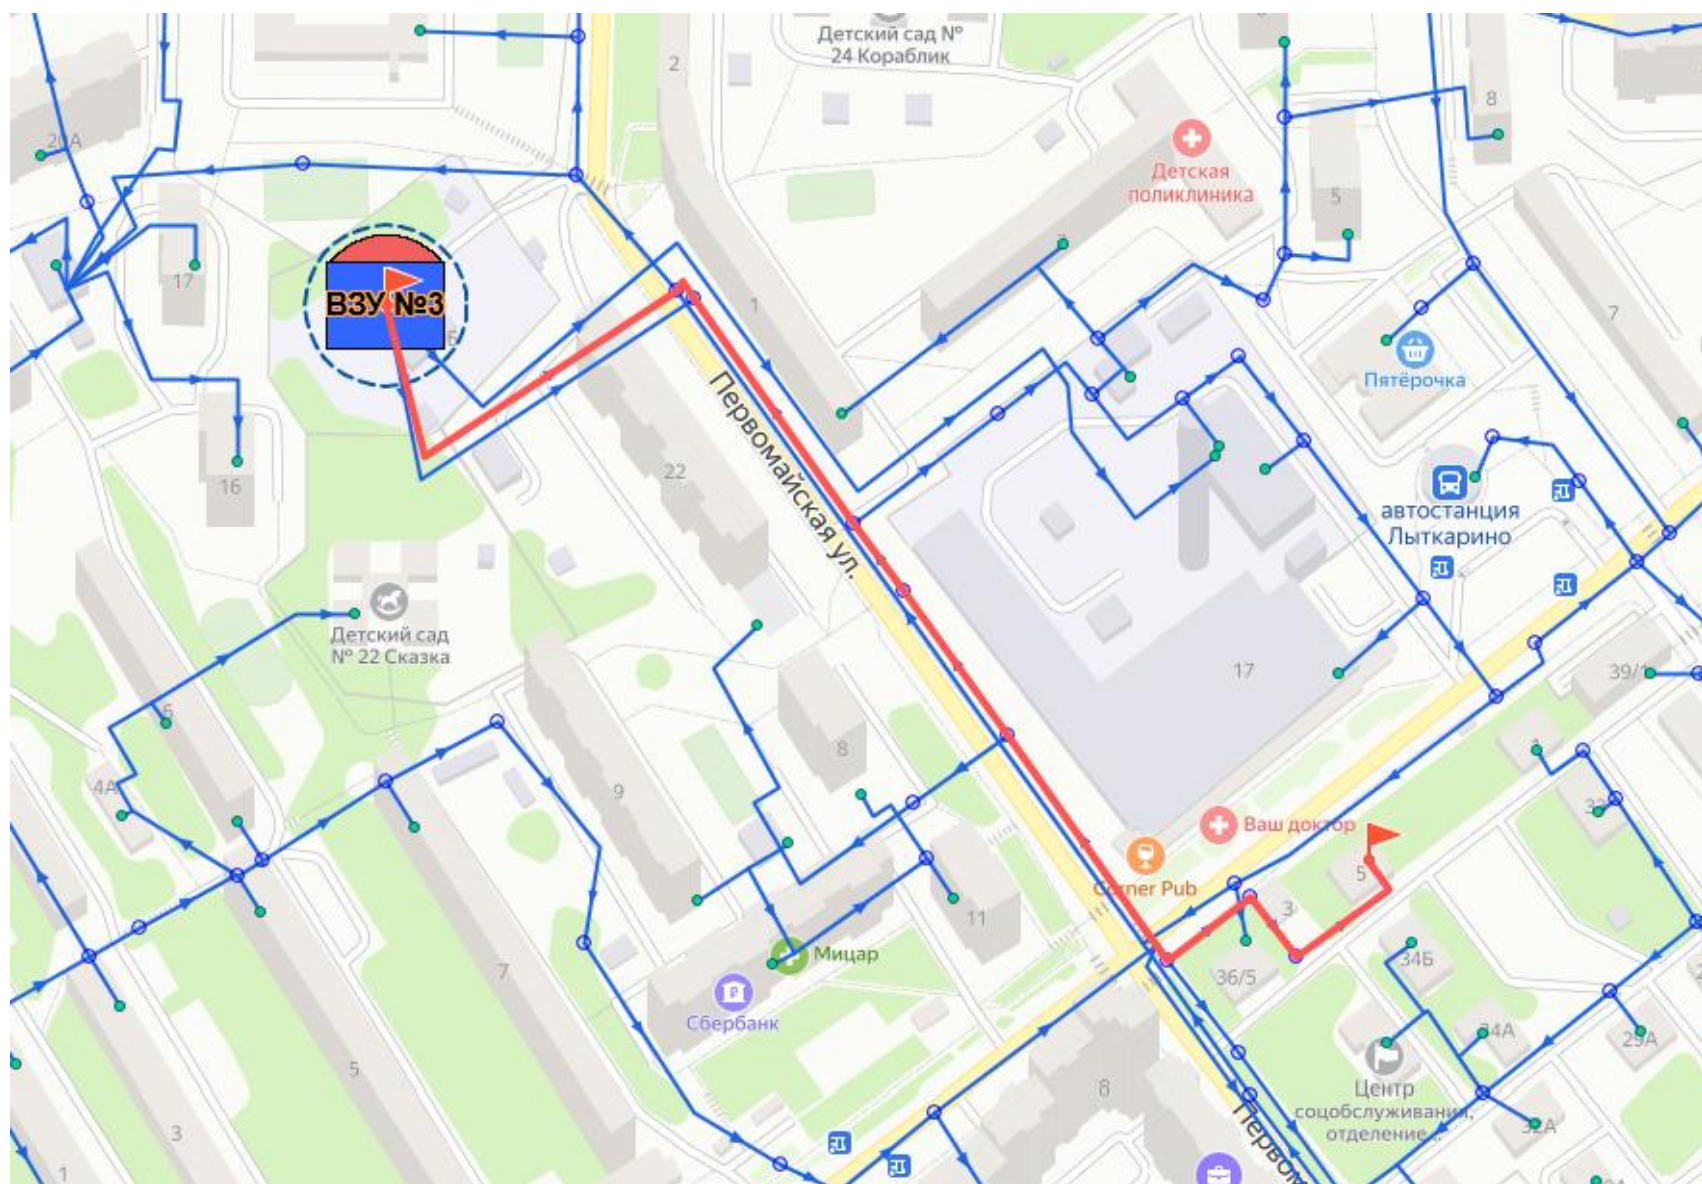 Детский сад №
24 Кораблик
2
8
20А
Детская
поликлиника
5
17
ВЗУ №3
Б
1
7
Пятёрочка
Первомайская ул.
22
16
автостанция
Лыткарино
Детский сад
№ 22 Сказка
17
39/1
6
8
4А
9
Ваш доктор
Corner Pub
5
3
11
Мицар
7
36/5
34Б
Сбербанк
34А
29А
5
8
Центр
соцобслуживания,
отделение...
32А
3
1
Первом